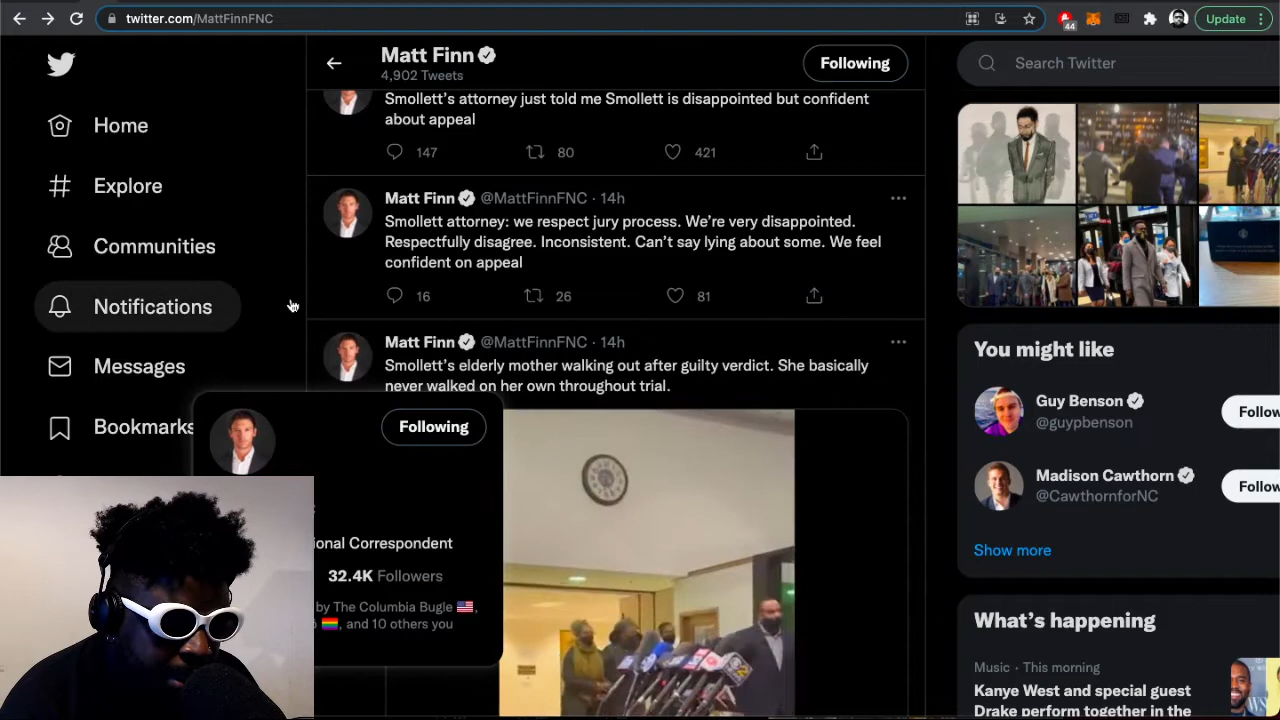 twitter.com/MattFinnFNC
44
Update
Home
Explore
Communities
Notifications
Messages
Bookmarks
Matt Finn
4,902 Tweets
Following
Smollett's attorney just told me Smollett is disappointed but confident
about appeal
147 80 421
Matt Finn @MattFinnFNC · 14h
Smollett attorney: we respect jury process. We're very disappointed.
Respectfully disagree. Inconsistent. Can't say lying about some. We feel
confident on appeal
16 26 81
Matt Finn @MattFinnFNC · 14h
Smollett's elderly mother walking out after guilty verdict. She basically
never walked on her own throughout trial.
Following
ional Correspondent
32.4K Followers
by The Columbia Bugle 🇺🇸,
🏳️‍🌈, and 10 others you
Search Twitter
You might like
Guy Benson
@guypbenson
Follow
Madison Cawthorn
@CawthornforNC
Follow
Show more
What's happening
Music · This morning
Kanye West and special guest
Drake perform together in the